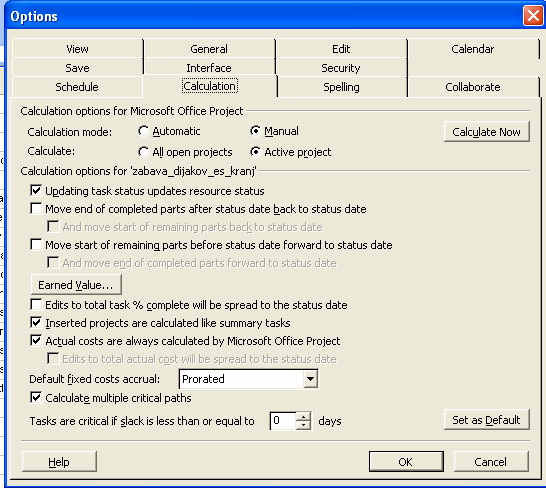 Options
View General Edit Calendar
Save Interface Security
Schedule Calculation Spelling Collaborate
Calculation options for Microsoft Office Project
Calculation mode: Automatic Manual Calculate Now
Calculate: All open projects Active project
Calculation options for 'zabava_dijakov_es_kranj'
Updating task status updates resource status
Move end of completed parts after status date back to status date
And move start of remaining parts back to status date
Move start of remaining parts before status date forward to status date
And move end of completed parts forward to status date
Earned Value...
Edits to total task % complete will be spread to the status date
Inserted projects are calculated like summary tasks
Actual costs are always calculated by Microsoft Office Project
Edits to total actual cost will be spread to the status date
Default fixed costs accrual: Prorated
Calculate multiple critical paths
Tasks are critical if slack is less than or equal to 0 days Set as Default
Help OK Cancel